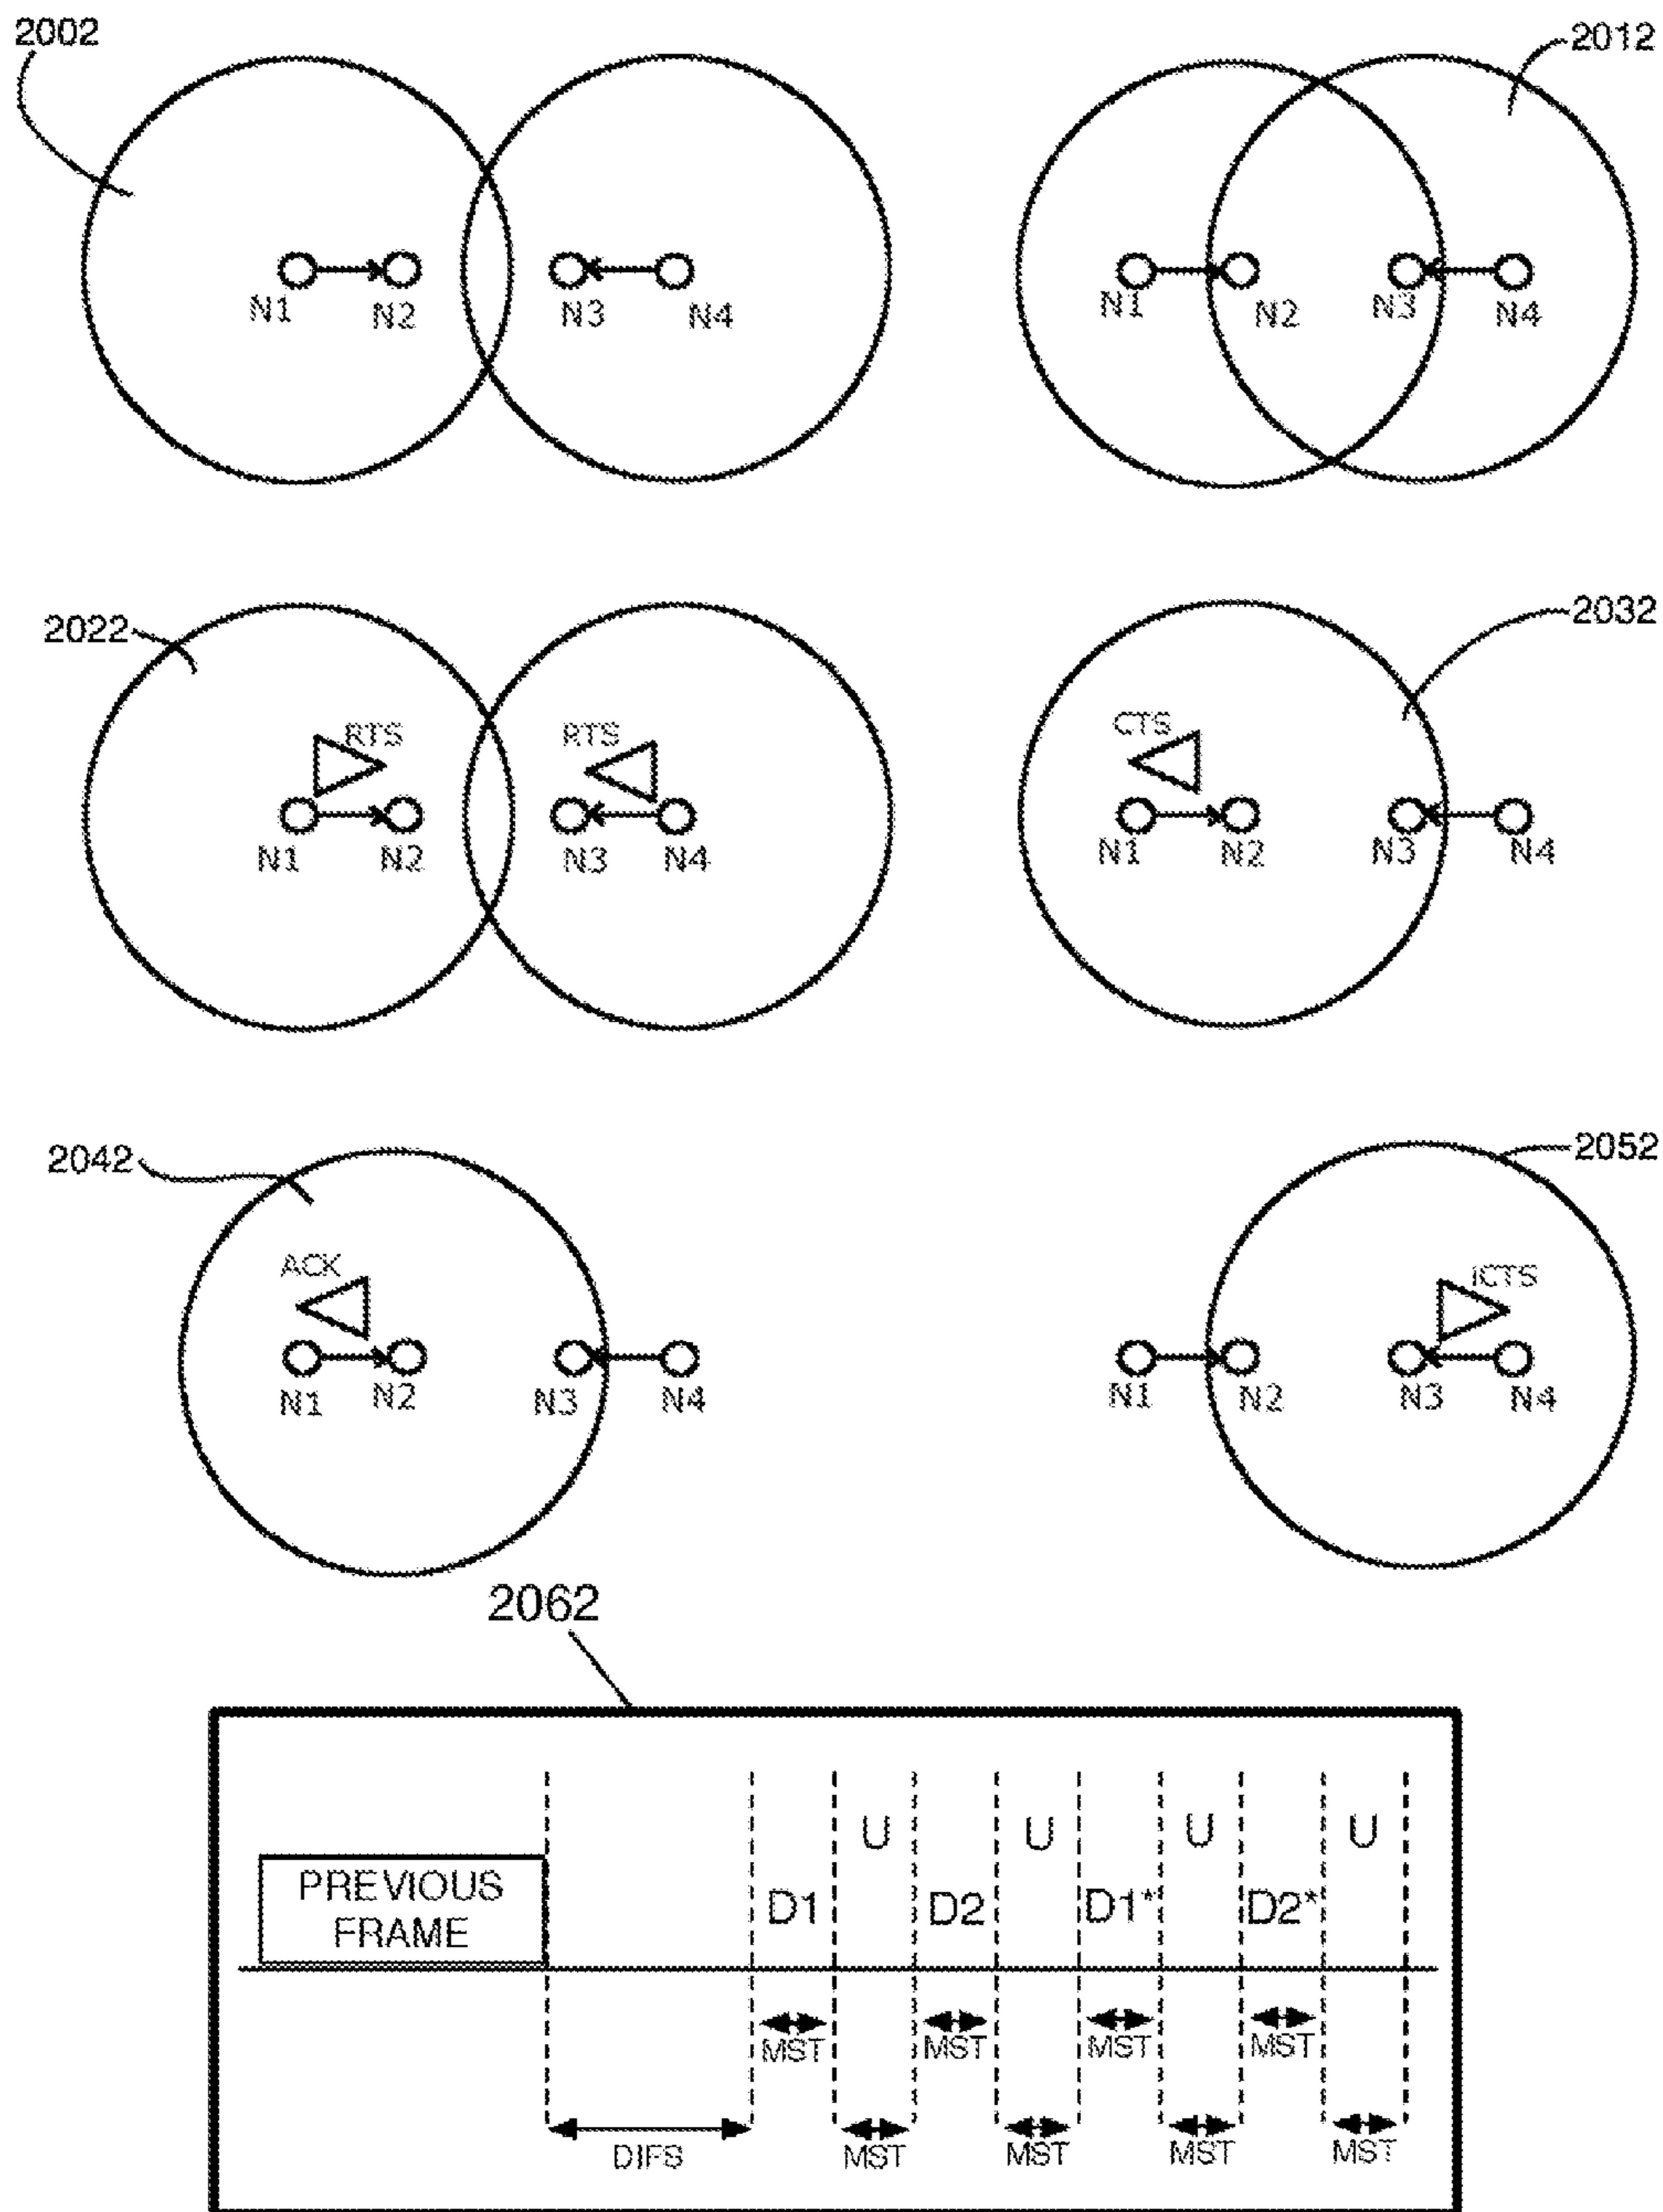 2002
2012
N1 N2 N3 N4
N1 N2 N3 N4
2022
2032
RTS RTS
CTS
N1 N2 N3 N4
N1 N2 N3 N4
2042
2052
ACK
iCTS
N1 N2 N3 N4
N1 N2 N3 N4
2062
U U U U
PREVIOUS
FRAME
D1 D2 D1* D2*
MST MST MST MST
DIFS MST MST MST MST